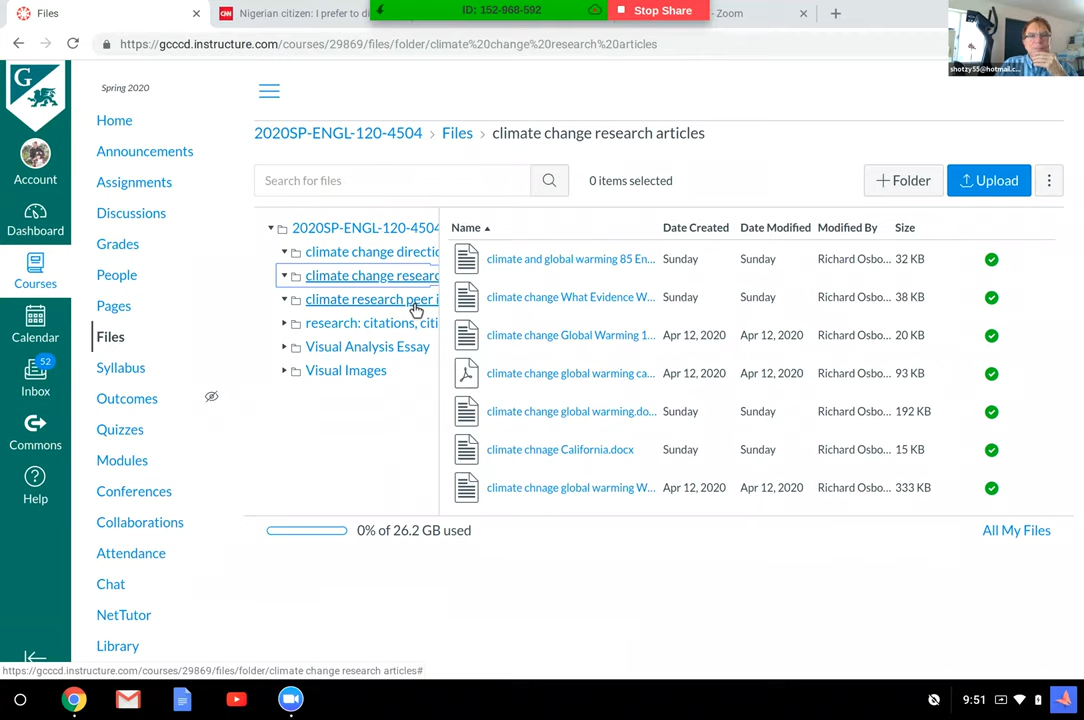 Files
Nigerian citizen: I prefer to di
ID: 152-968-592
Stop Share
- Zoom
https://gcccd.instructure.com/courses/29869/files/folder/climate%20change%20research%20articles
shotzy55@hotmail.c...
G
Spring 2020
Home
Announcements
Assignments
Discussions
Grades
People
Pages
Files
Syllabus
Outcomes
Quizzes
Modules
Conferences
Collaborations
Attendance
Chat
NetTutor
Library
Account
Dashboard
Courses
Calendar
52
Inbox
Commons
Help
2020SP-ENGL-120-4504 › Files › climate change research articles
Search for files
0 items selected
+ Folder
Upload
2020SP-ENGL-120-4504
climate change directio
climate change researc
climate research peer i
research: citations, citi
Visual Analysis Essay
Visual Images
Name Date Created Date Modified Modified By Size
climate and global warming 85 En... Sunday Sunday Richard Osbo... 32 KB
climate change What Evidence W... Sunday Sunday Richard Osbo... 38 KB
climate change Global Warming 1... Apr 12, 2020 Apr 12, 2020 Richard Osbo... 20 KB
climate change global warming ca... Apr 12, 2020 Apr 12, 2020 Richard Osbo... 93 KB
climate change global warming.do... Sunday Sunday Richard Osbo... 192 KB
climate chnage California.docx Sunday Sunday Richard Osbo... 15 KB
climate chnage global warming W... Apr 12, 2020 Apr 12, 2020 Richard Osbo... 333 KB
0% of 26.2 GB used
All My Files
https://gcccd.instructure.com/courses/29869/files/folder/climate change research articles#
9:51